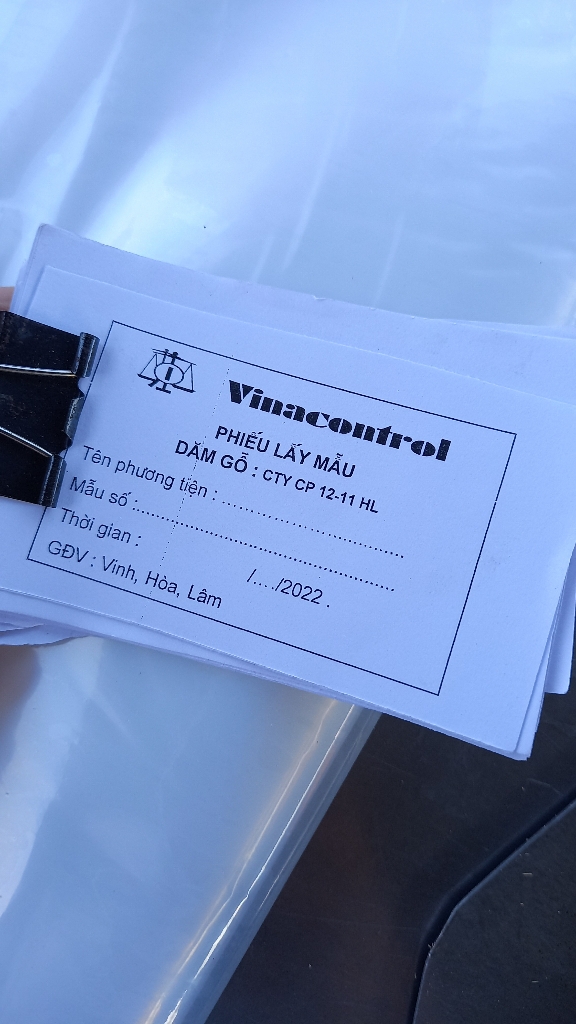 Vinacontrol
PHIẾU LẤY MẪU
DĂM GỖ : CTY CP 12-11 HL
Tên phương tiện : ................................
Mẫu số :..............................................
Thời gian : /..../2022 .
GĐV : Vinh, Hòa, Lâm